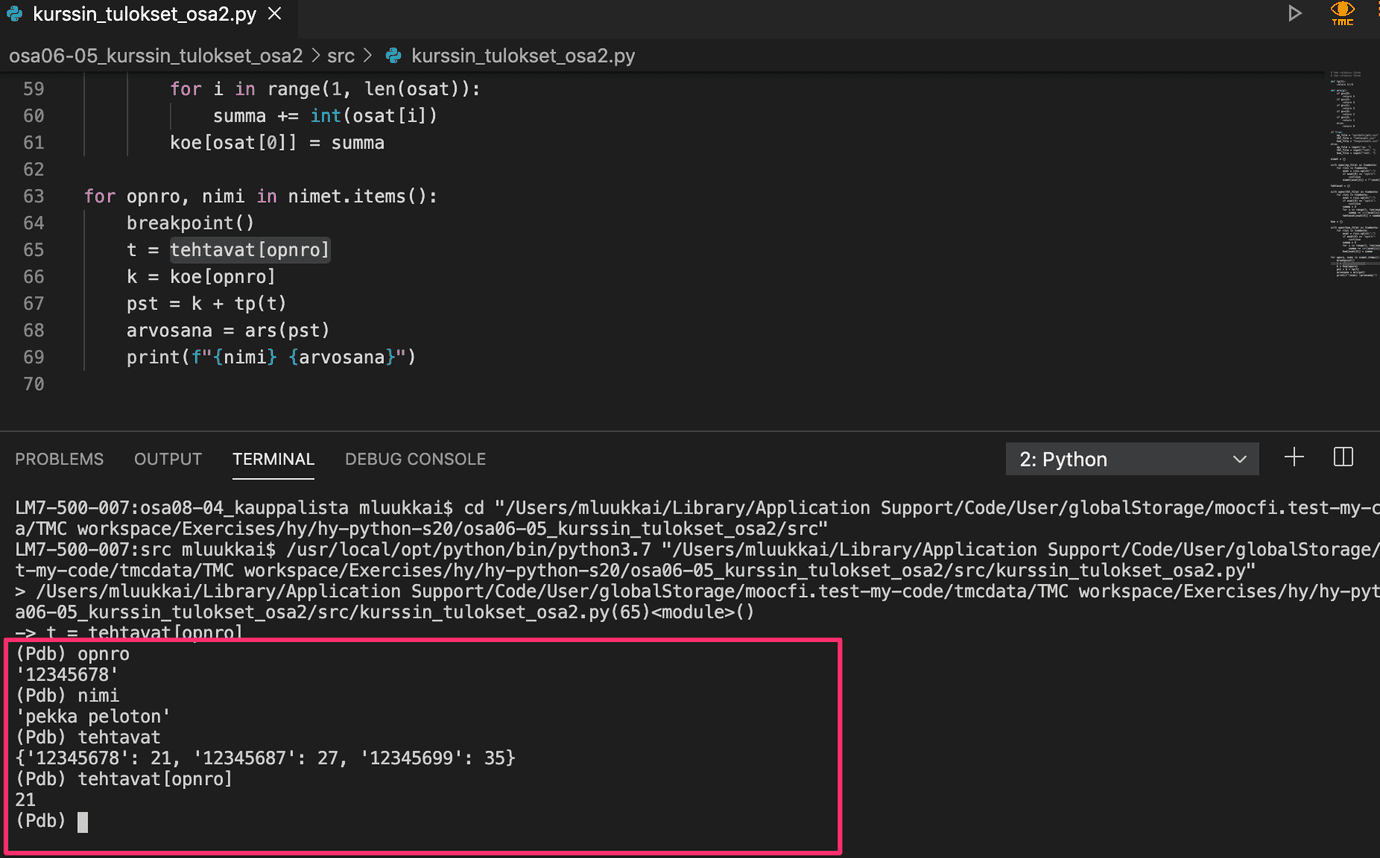 kurssin_tulokset_osa2.py
TMC
osa06-05_kurssin_tulokset_osa2 > src > kurssin_tulokset_osa2.py
59 for i in range(1, len(osat)):
60 summa += int(osat[i])
61 koe[osat[0]] = summa
62
63 for opnro, nimi in nimet.items():
64 breakpoint()
65 t = tehtavat[opnro]
66 k = koe[opnro]
67 pst = k + tp(t)
68 arvosana = ars(pst)
69 print(f"{nimi} {arvosana}")
70
PROBLEMS OUTPUT TERMINAL DEBUG CONSOLE 2: Python
LM7-500-007:osa08-04_kauppalista mluukkai$ cd "/Users/mluukkai/Library/Application Support/Code/User/globalStorage/moocfi.test-my-c
a/TMC workspace/Exercises/hy/hy-python-s20/osa06-05_kurssin_tulokset_osa2/src"
LM7-500-007:src mluukkai$ /usr/local/opt/python/bin/python3.7 "/Users/mluukkai/Library/Application Support/Code/User/globalStorage/
t-my-code/tmcdata/TMC workspace/Exercises/hy/hy-python-s20/osa06-05_kurssin_tulokset_osa2/src/kurssin_tulokset_osa2.py"
> /Users/mluukkai/Library/Application Support/Code/User/globalStorage/moocfi.test-my-code/tmcdata/TMC workspace/Exercises/hy/hy-pyt
a06-05_kurssin_tulokset_osa2/src/kurssin_tulokset_osa2.py(65)<module>()
-> t = tehtavat[opnro]
(Pdb) opnro
'12345678'
(Pdb) nimi
'pekka peloton'
(Pdb) tehtavat
{'12345678': 21, '12345687': 27, '12345699': 35}
(Pdb) tehtavat[opnro]
21
(Pdb)